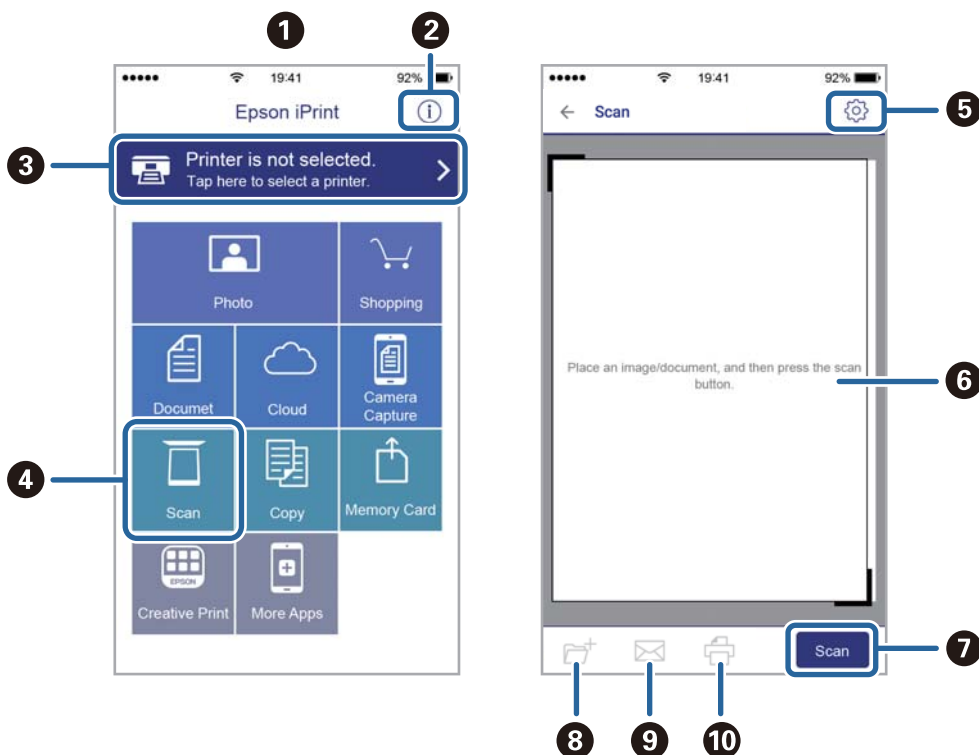 1
2
••••• 19:41 92%
Epson iPrint
i
3
Printer is not selected.
Tap here to select a printer.
Photo
Shopping
Documet
Cloud
Camera
Capture
4
Scan
Copy
Memory Card
EPSON
Creative Print
More Apps
••••• 19:41 92%
← Scan
5
Place an image/document, and then press the scan
button.
6
Scan
7
8
9
10